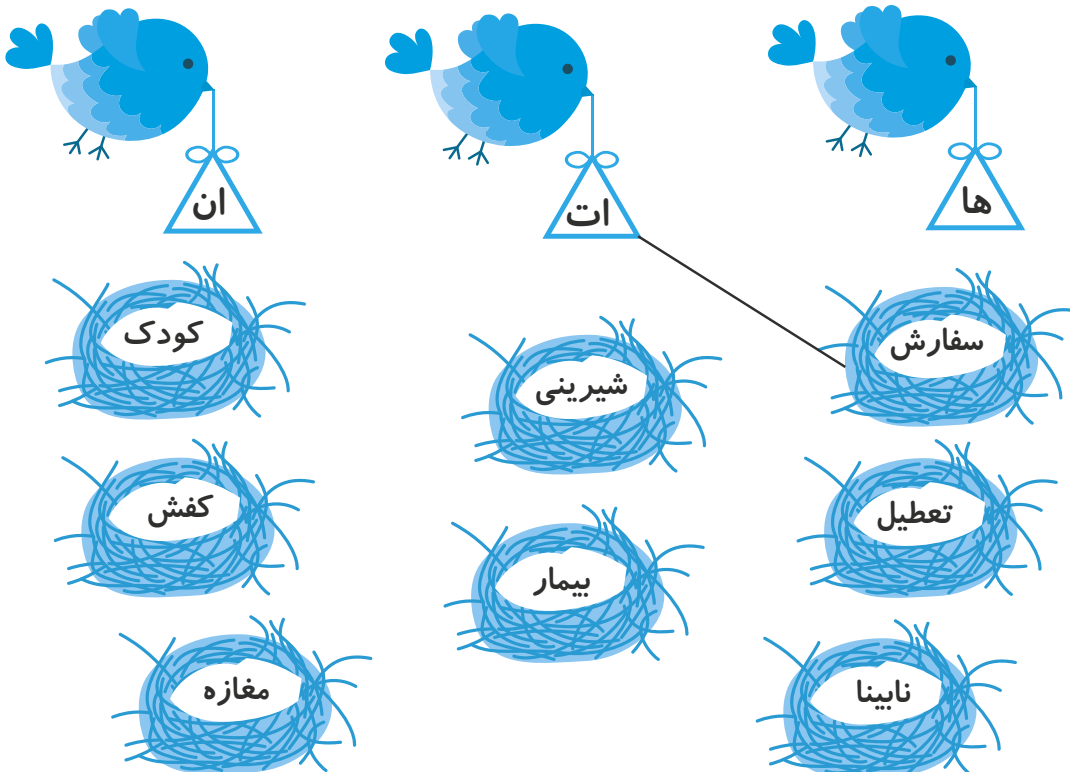 ها
ات
ان
سفارش
شیرینی
کودک
تعطیل
بیمار
کفش
نابینا
مغازه